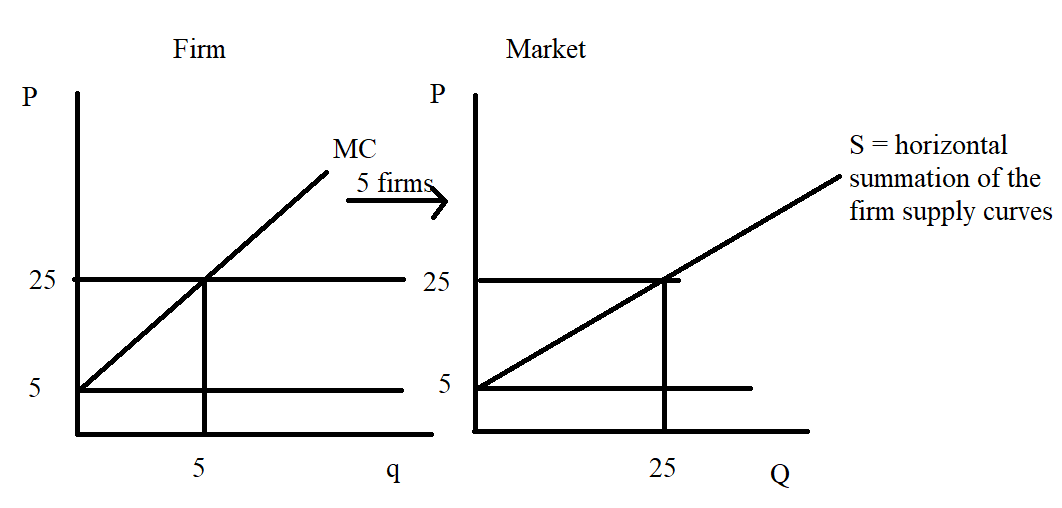 Firm
Market
P
MC
5 firms
25
5
5
q
P
S = horizontal
summation of the
firm supply curves
25
5
25
Q